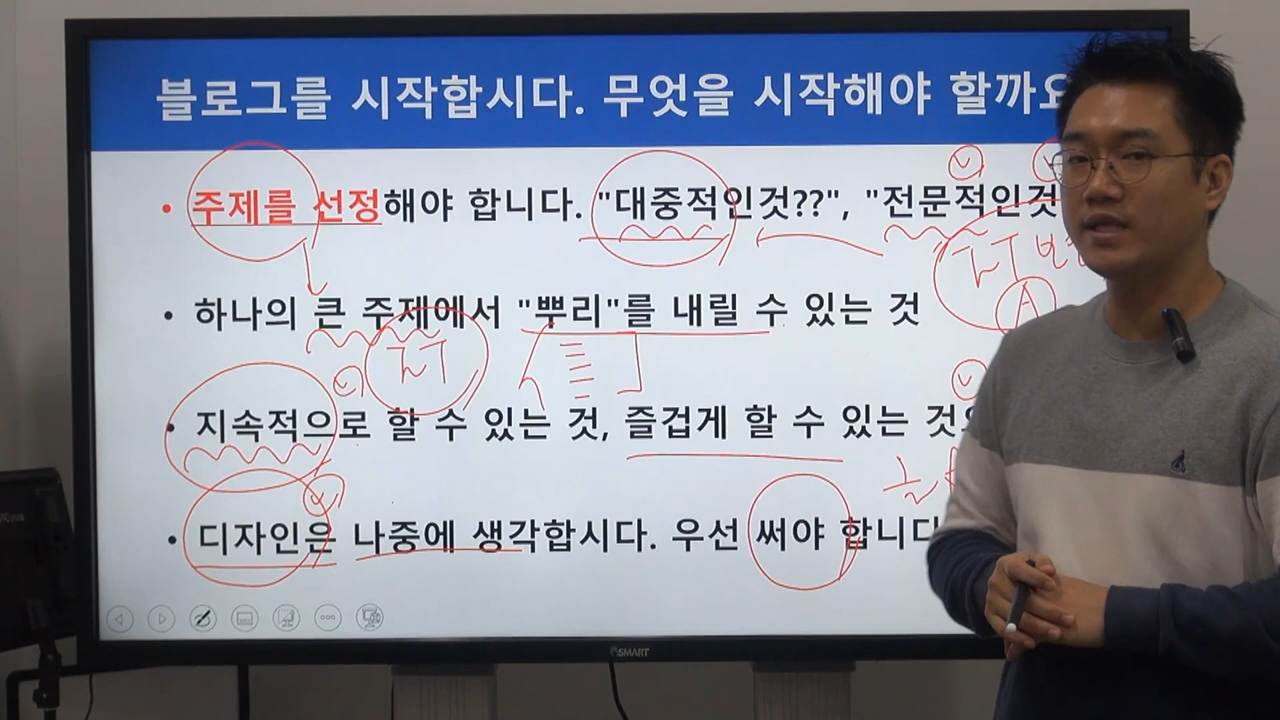 블로그를 시작합시다. 무엇을 시작해야 할까요
• 주제를 선정해야 합니다. "대중적인것??", "전문적인것
• 하나의 큰 주제에서 "뿌리"를 내릴 수 있는 것
• 지속적으로 할 수 있는 것, 즐겁게 할 수 있는 것
• 디자인은 나중에 생각합시다. 우선 써야 합니다
A
SMART